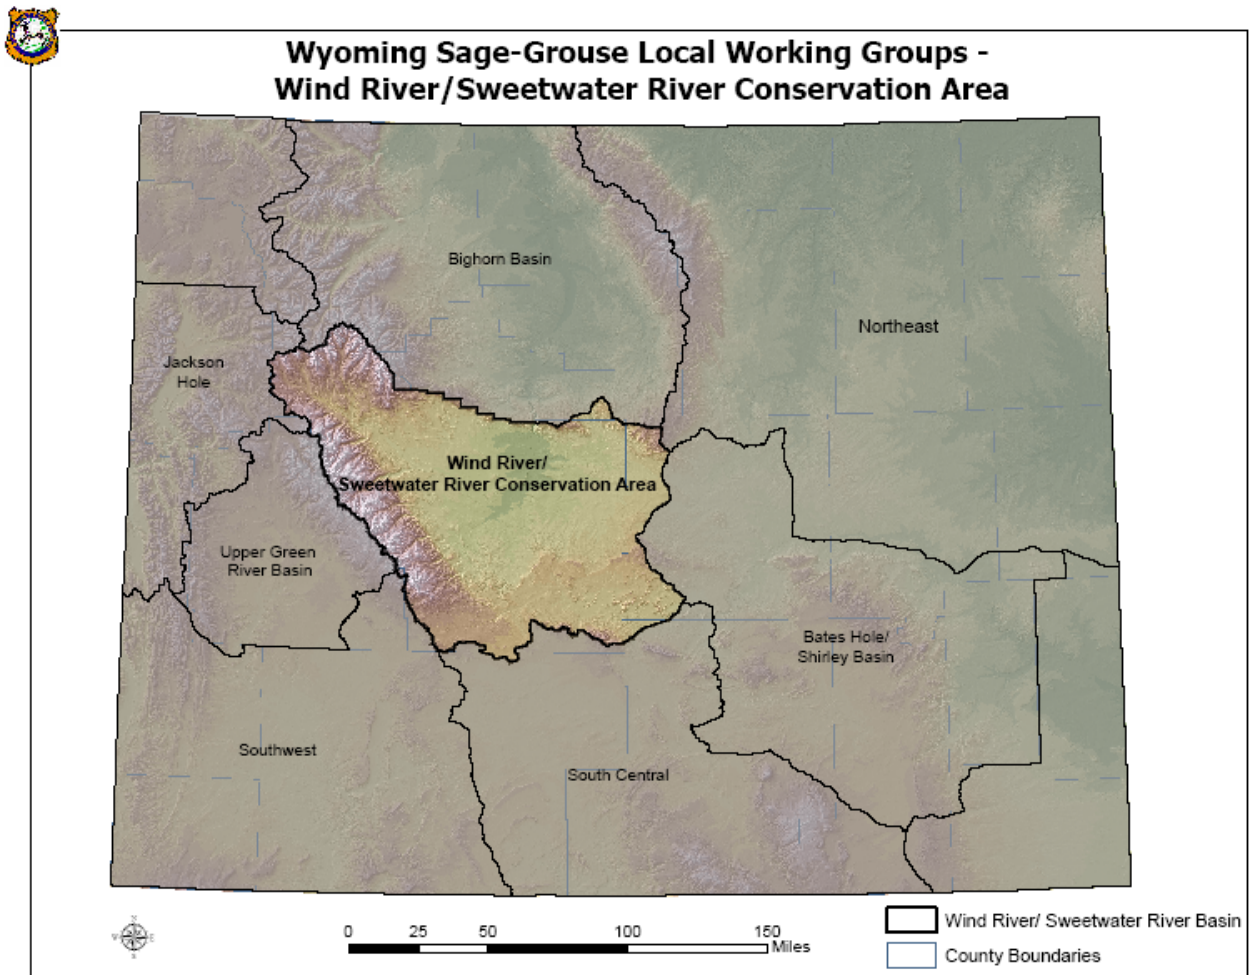 Wyoming Sage-Grouse Local Working Groups -
Wind River/Sweetwater River Conservation Area
Bighorn Basin
Northeast
Jackson
Hole
Wind River/
Sweetwater River Conservation Area
Upper Green
River Basin
Bates Hole/
Shirley Basin
Southwest
South Central
N
W E
S
0 25 50 100 150
Miles
Wind River/ Sweetwater River Basin
County Boundaries